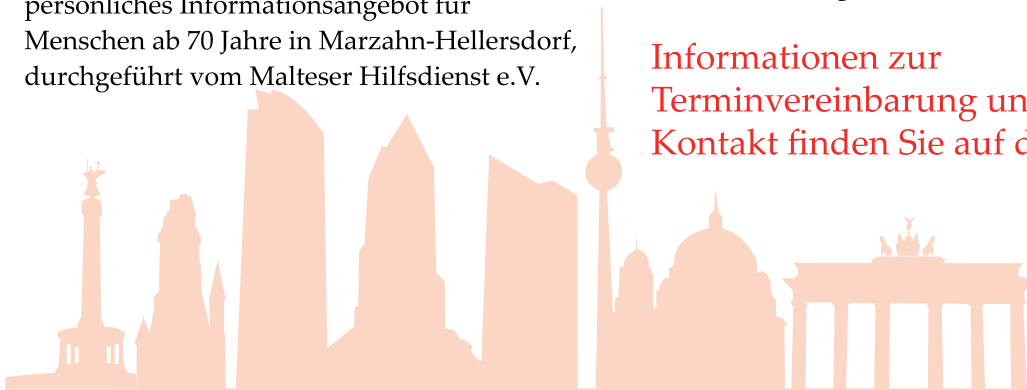 persönliches Informationsangebot für
Menschen ab 70 Jahre in Marzahn-Hellersdorf,
durchgeführt vom Malteser Hilfsdienst e.V.
Informationen zur
Terminvereinbarung un
Kontakt finden Sie auf d